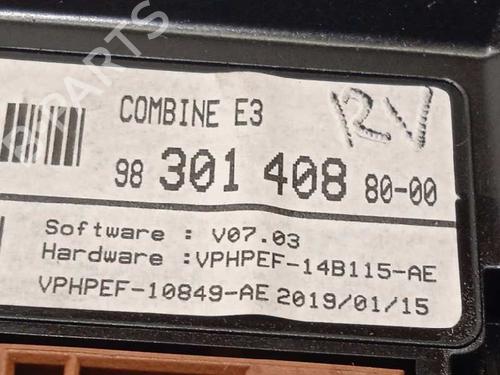 COMBINE E3
RV
98 301 408 80-00
Software : V07.03
Hardware :VPHPEF-14B115-AE
VPHPEF-10849-AE 2019/01/15